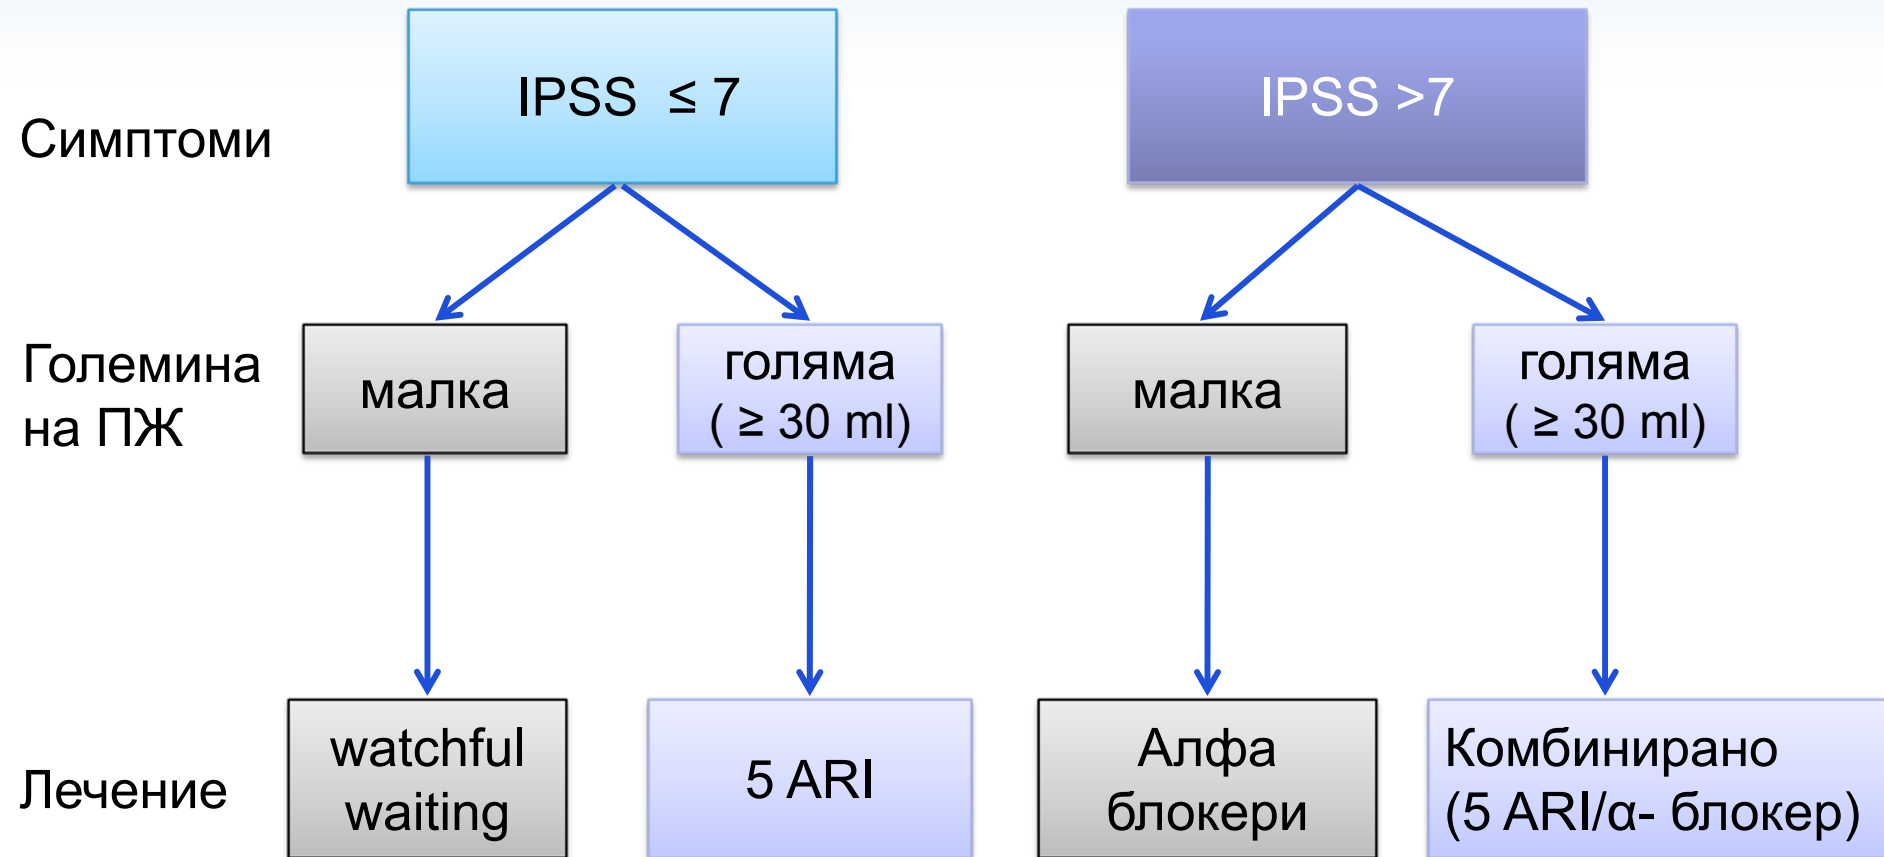 Симптоми
IPSS ≤ 7
IPSS >7
Големина
на ПЖ
малка
голяма
( ≥ 30 ml)
малка
голяма
( ≥ 30 ml)
Лечение
watchful
waiting
5 ARI
Алфа
блокери
Комбинирано
(5 ARI/α- блокер)